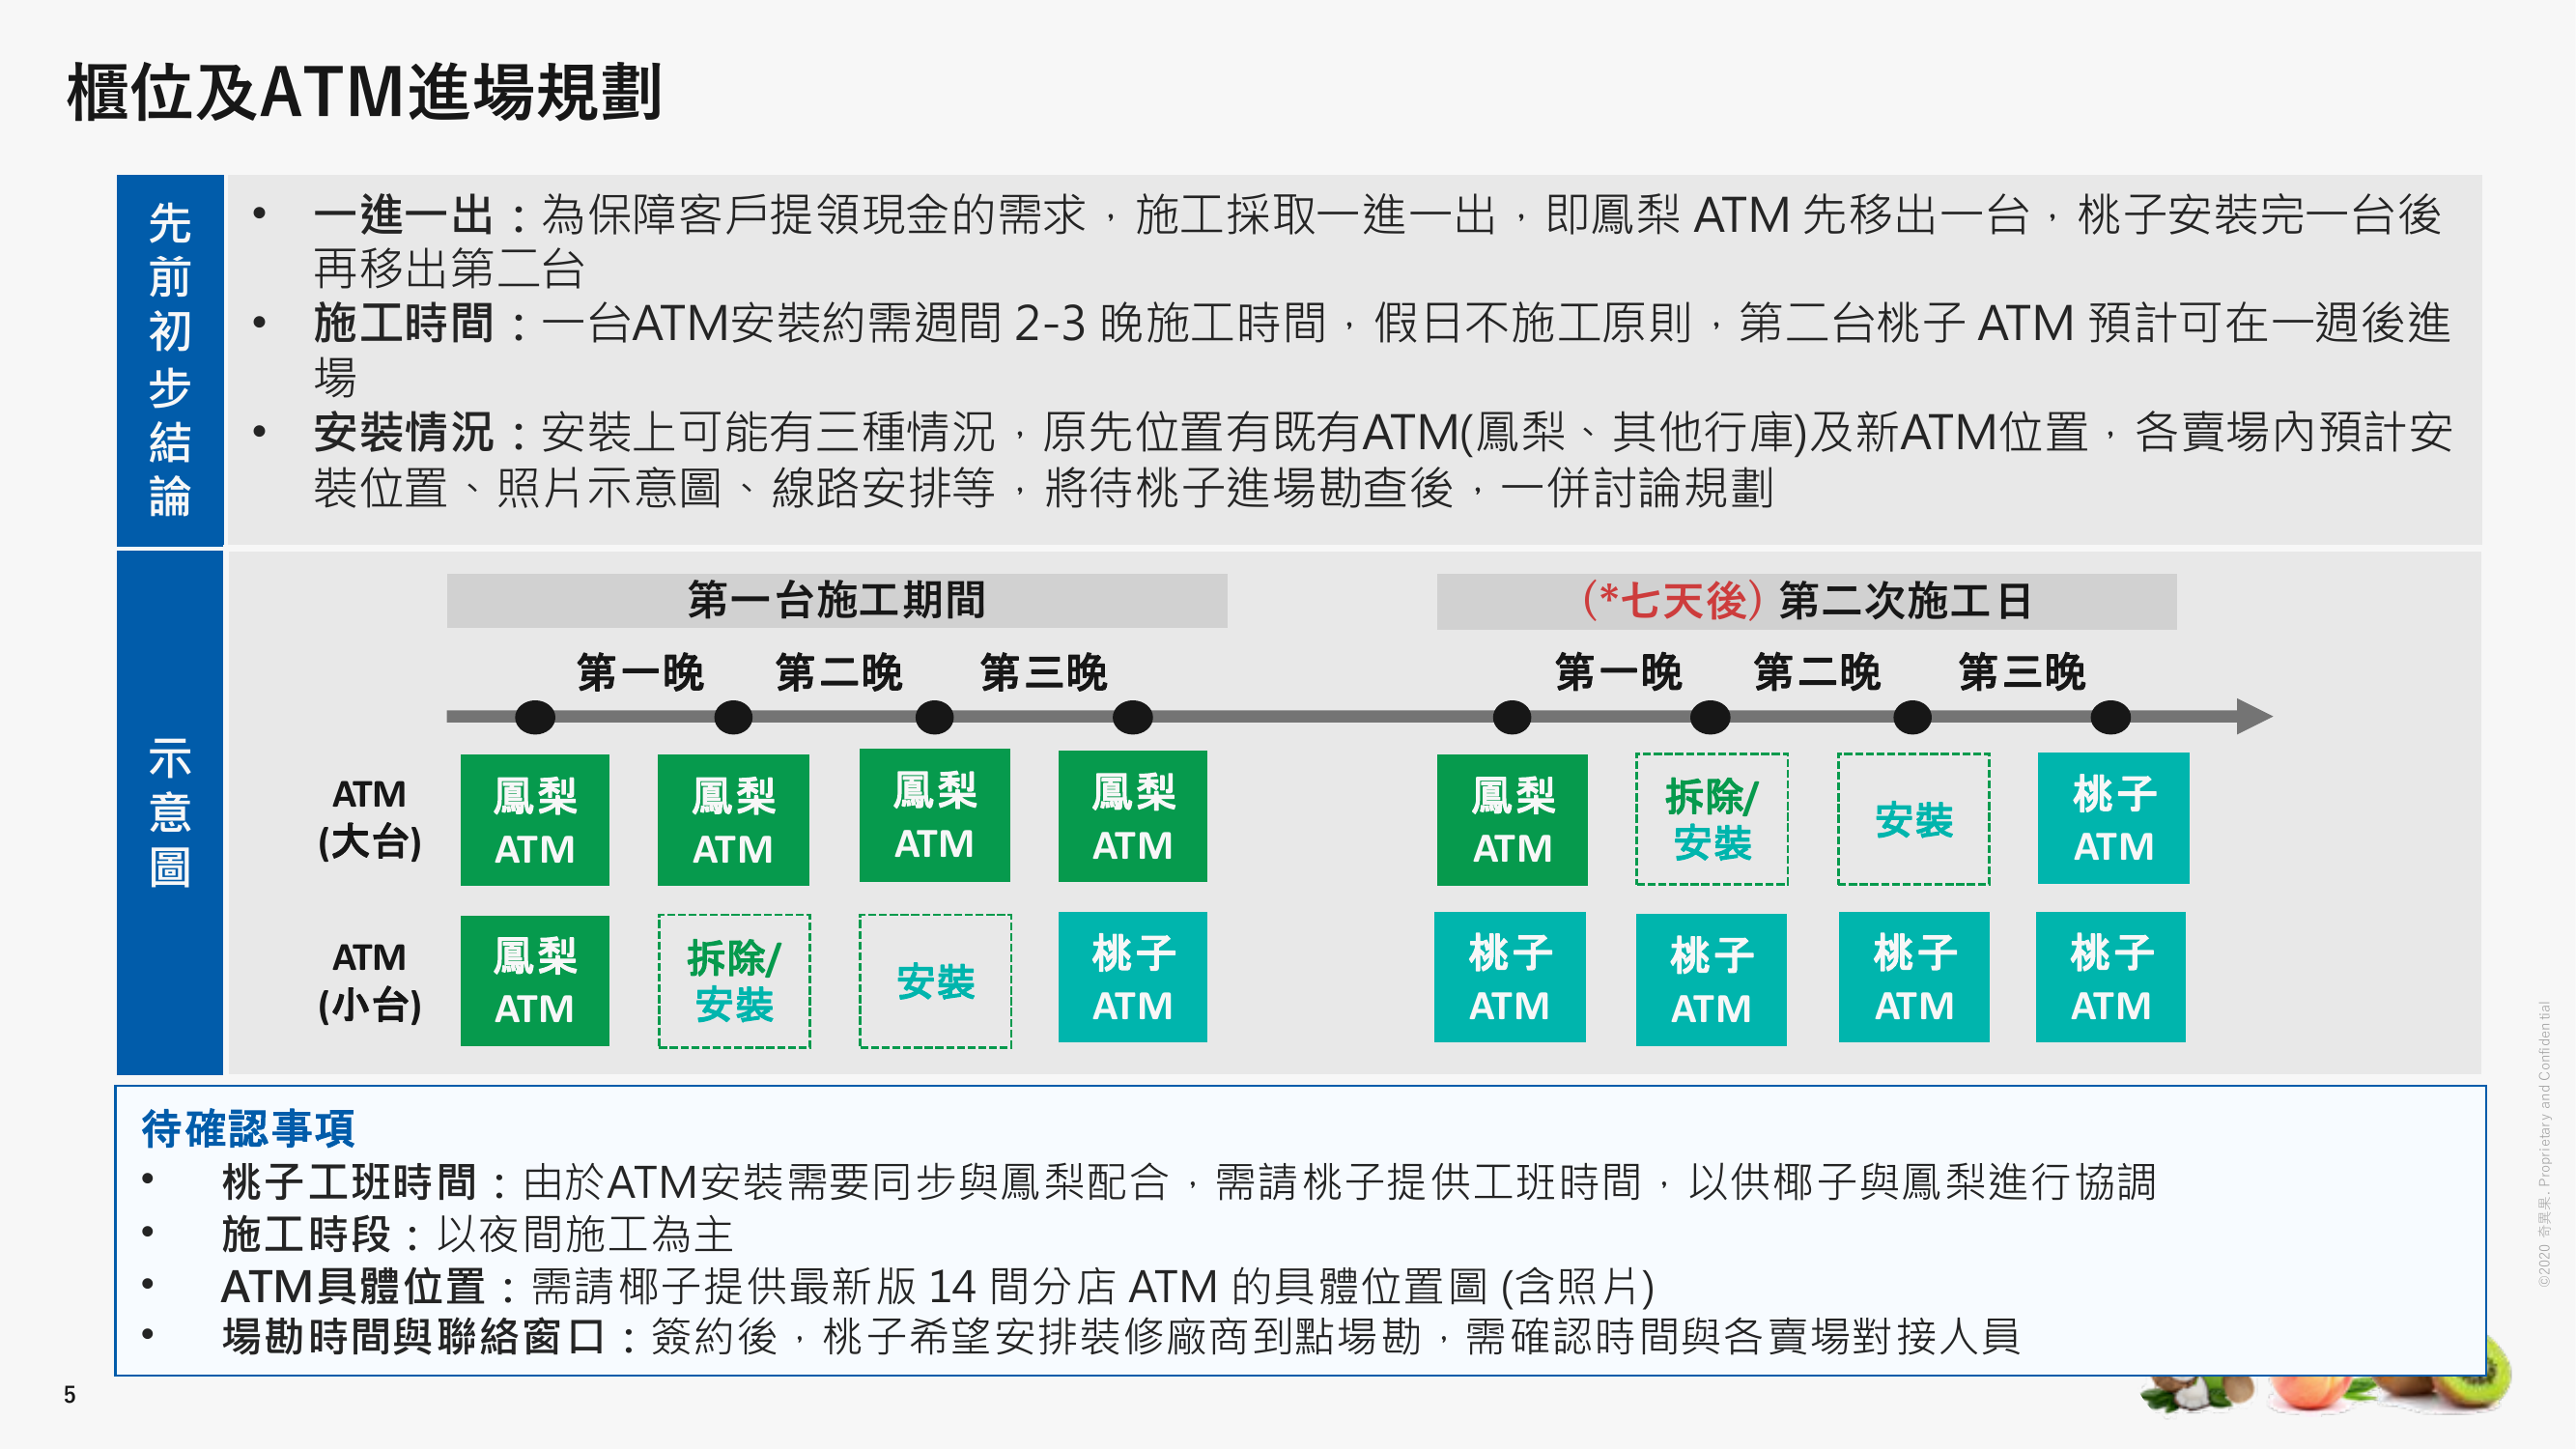 櫃位及ATM進場規劃
先前初步結論
• 一進一出：為保障客戶提領現金的需求，施工採取一進一出，即鳳梨 ATM 先移出一台，桃子安裝完一台後
再移出第二台
• 施工時間：一台ATM安裝約需週間 2-3 晚施工時間，假日不施工原則，第二台桃子 ATM 預計可在一週後進
場
• 安裝情況：安裝上可能有三種情況，原先位置有既有ATM(鳳梨、其他行庫)及新ATM位置，各賣場內預計安
裝位置、照片示意圖、線路安排等，將待桃子進場勘查後，一併討論規劃
示意圖
第一台施工期間
(*七天後) 第二次施工日
第一晚 第二晚 第三晚 第一晚 第二晚 第三晚
ATM
(大台)
鳳梨
ATM
鳳梨
ATM
鳳梨
ATM
鳳梨
ATM
鳳梨
ATM
拆除/
安裝
安裝
桃子
ATM
ATM
(小台)
鳳梨
ATM
拆除/
安裝
安裝
桃子
ATM
桃子
ATM
桃子
ATM
桃子
ATM
桃子
ATM
待確認事項
• 桃子工班時間：由於ATM安裝需要同步與鳳梨配合，需請桃子提供工班時間，以供椰子與鳳梨進行協調
• 施工時段：以夜間施工為主
• ATM具體位置：需請椰子提供最新版 14 間分店 ATM 的具體位置圖 (含照片)
• 場勘時間與聯絡窗口：簽約後，桃子希望安排裝修廠商到點場勘，需確認時間與各賣場對接人員
5
©2020 奇異果. Proprietary and Confidential